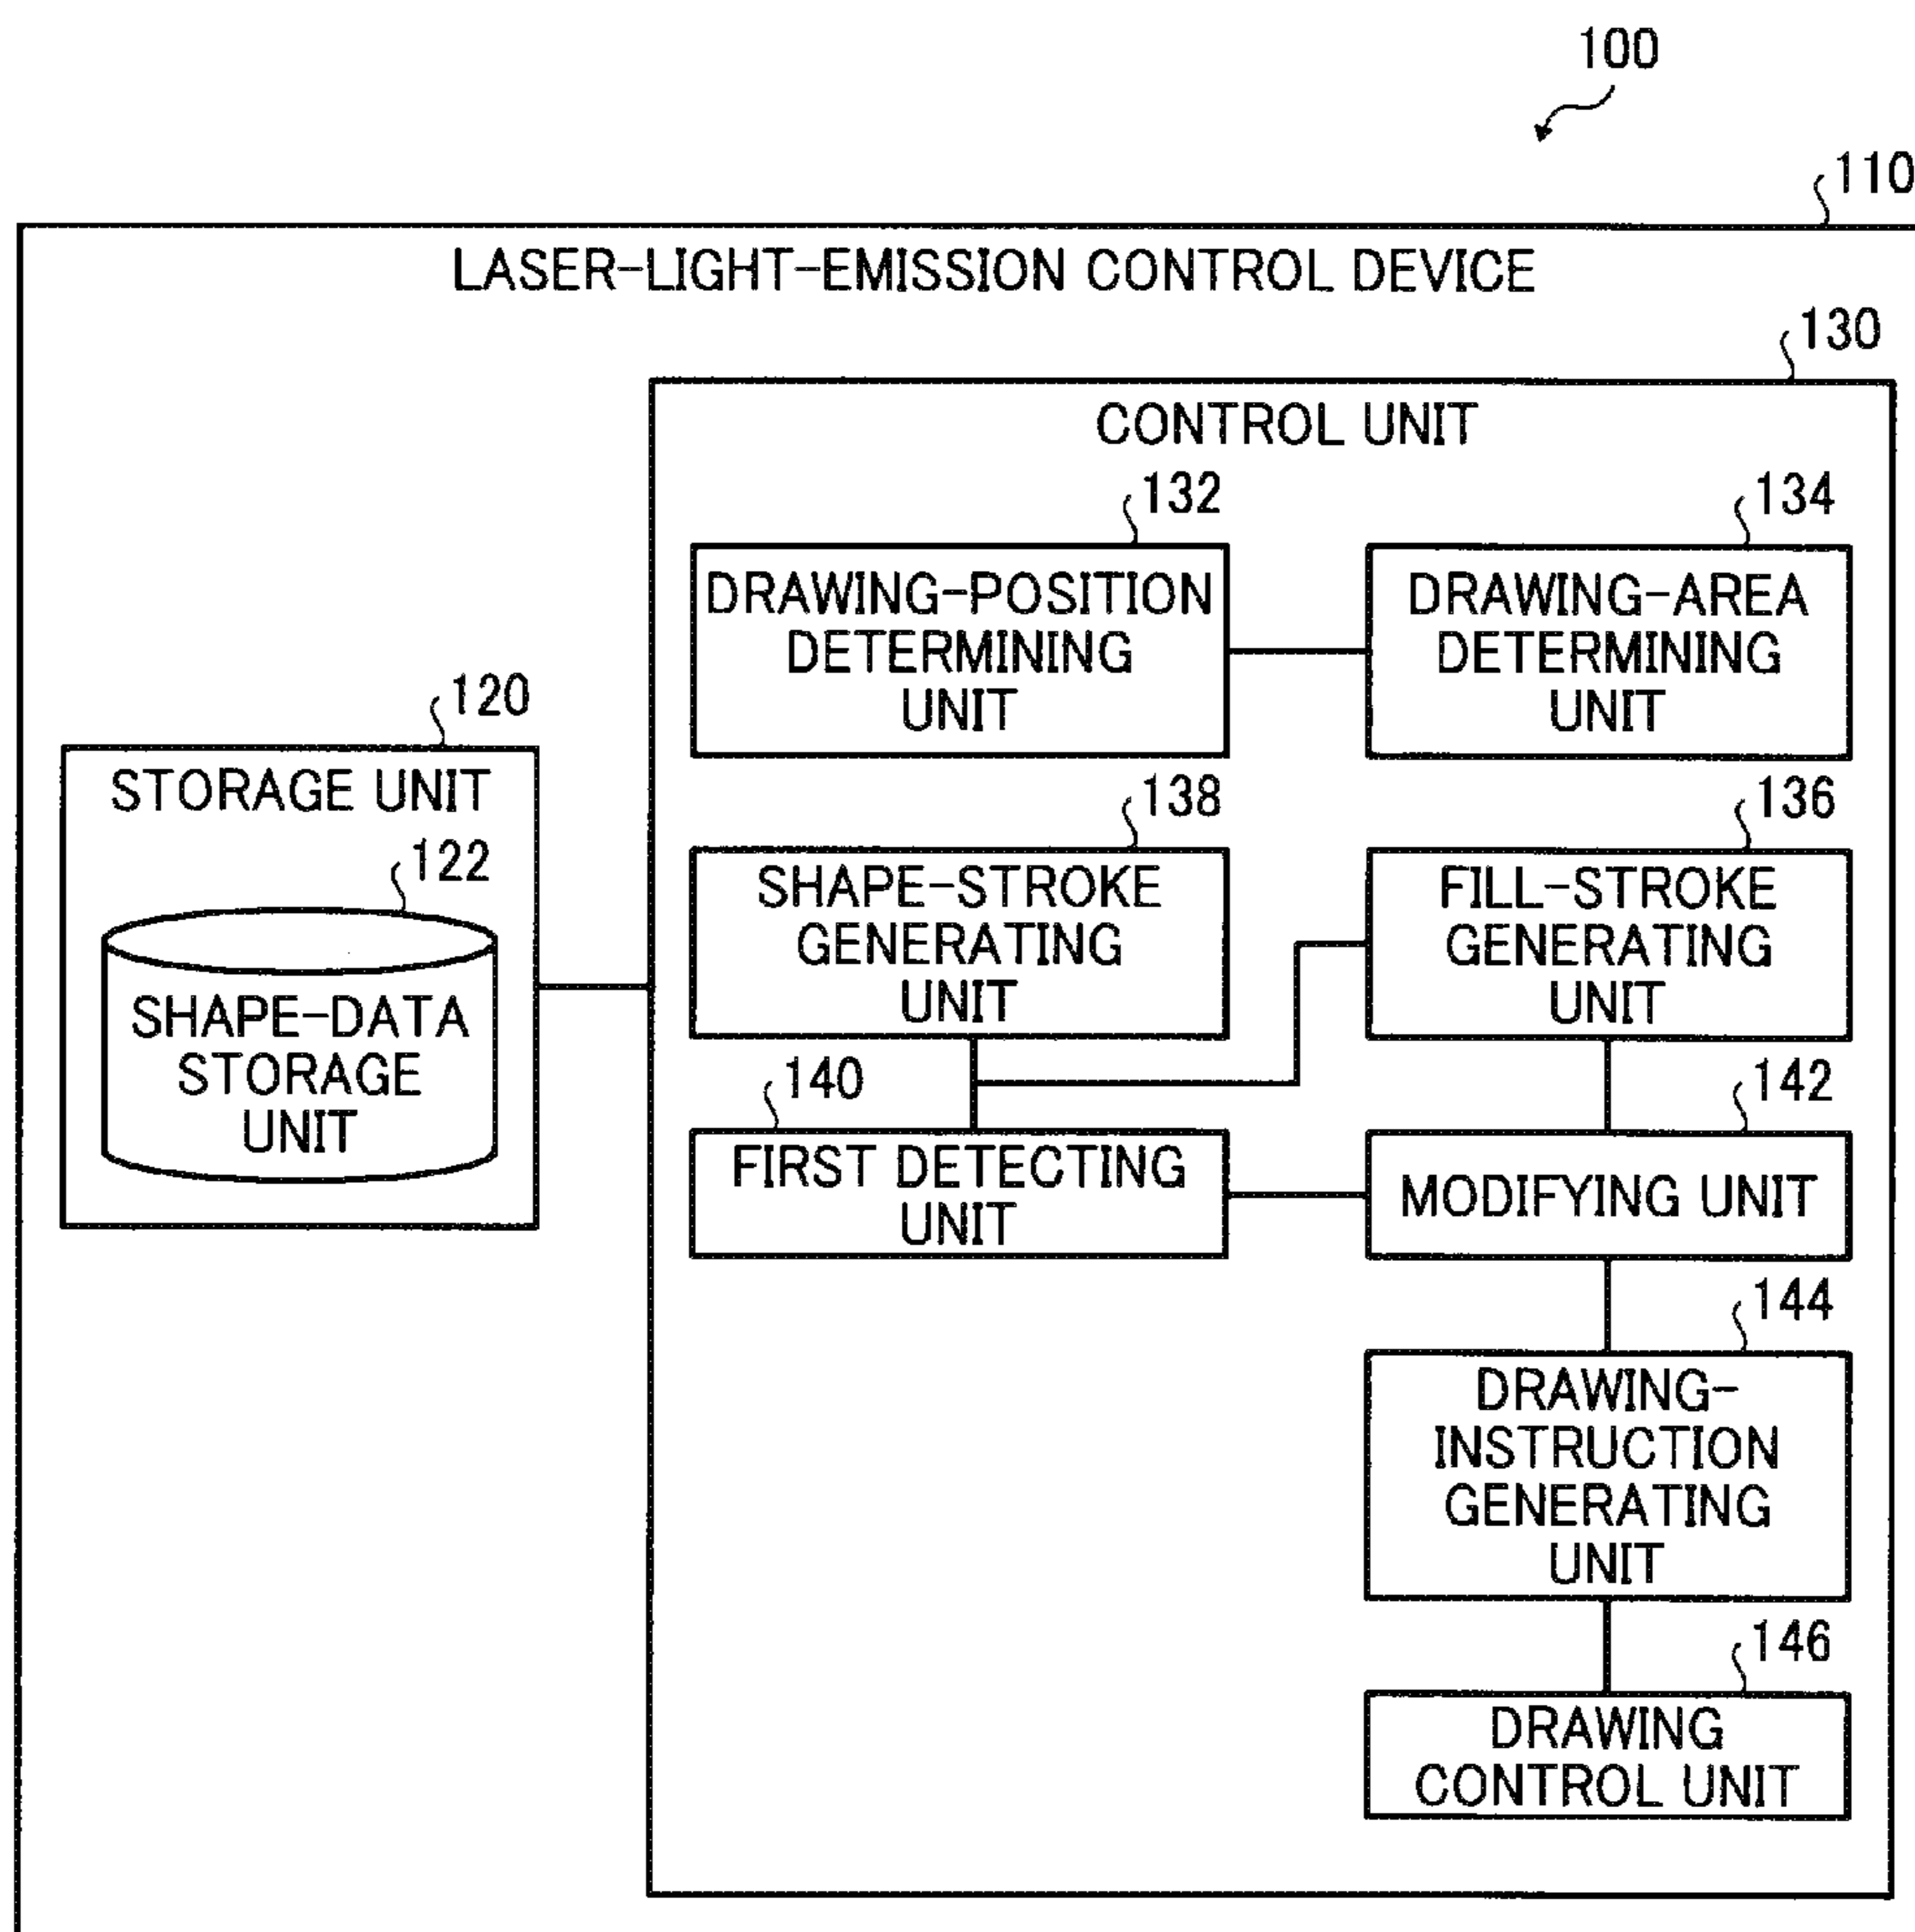 100
110
LASER-LIGHT-EMISSION CONTROL DEVICE
130
CONTROL UNIT
132
DRAWING-POSITION
DETERMINING
UNIT
134
DRAWING-AREA
DETERMINING
UNIT
120
STORAGE UNIT
122
SHAPE-DATA
STORAGE
UNIT
138
SHAPE-STROKE
GENERATING
UNIT
136
FILL-STROKE
GENERATING
UNIT
140
FIRST DETECTING
UNIT
142
MODIFYING UNIT
144
DRAWING-
INSTRUCTION
GENERATING
UNIT
146
DRAWING
CONTROL UNIT